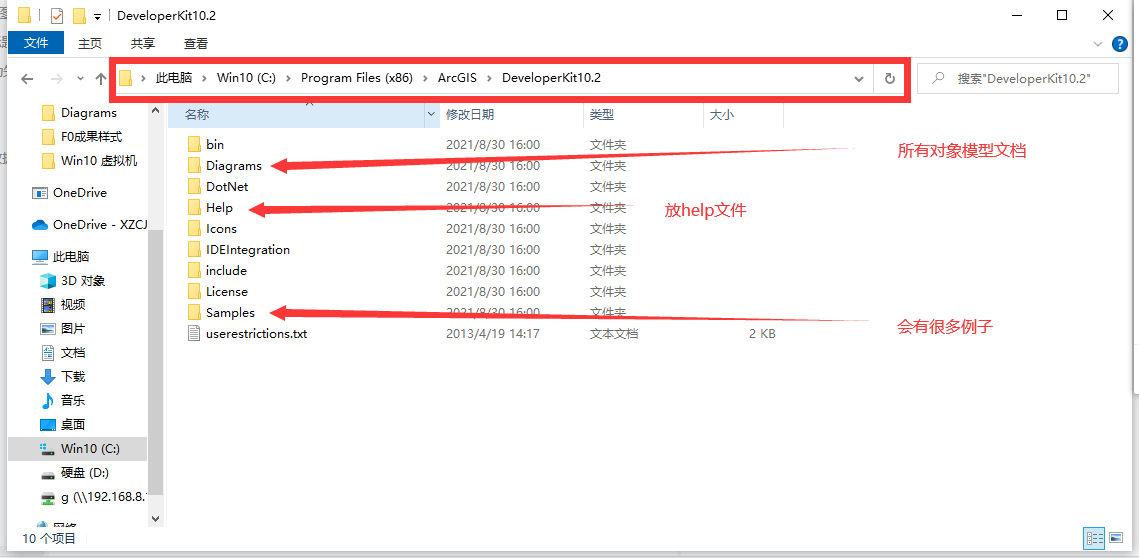 DeveloperKit10.2
文件 主页 共享 查看
此电脑 Win10 (C:) Program Files (x86) ArcGIS DeveloperKit10.2
搜索"DeveloperKit10.2"
Diagrams
F0成果样式
Win10 虚拟机
OneDrive
OneDrive - XZCJ
此电脑
3D 对象
视频
图片
文档
下载
音乐
桌面
Win10 (C:)
硬盘 (D:)
g (\\192.168.8.
网络
名称 修改日期 类型 大小
bin 2021/8/30 16:00 文件夹
Diagrams 2021/8/30 16:00 文件夹
DotNet 2021/8/30 16:00 文件夹
Help 2021/8/30 16:00 文件夹
Icons 2021/8/30 16:00 文件夹
IDEIntegration 2021/8/30 16:00 文件夹
include 2021/8/30 16:00 文件夹
License 2021/8/30 16:00 文件夹
Samples 2021/8/30 16:00 文件夹
userestrictions.txt 2013/4/19 14:17 文本文档 2 KB
所有对象模型文档
放help文件
会有很多例子
10 个项目